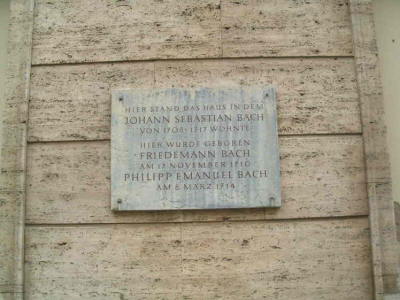 HIER STAND DAS HAUS IN DEM
JOHANN SEBASTIAN BACH
VON 1708-1717 WOHNTE
HIER WURDE GEBOREN
FRIEDEMANN BACH
AM 22 NOVEMBER 1710
PHILIPP EMANUEL BACH
AM 8 MÄRZ 1714